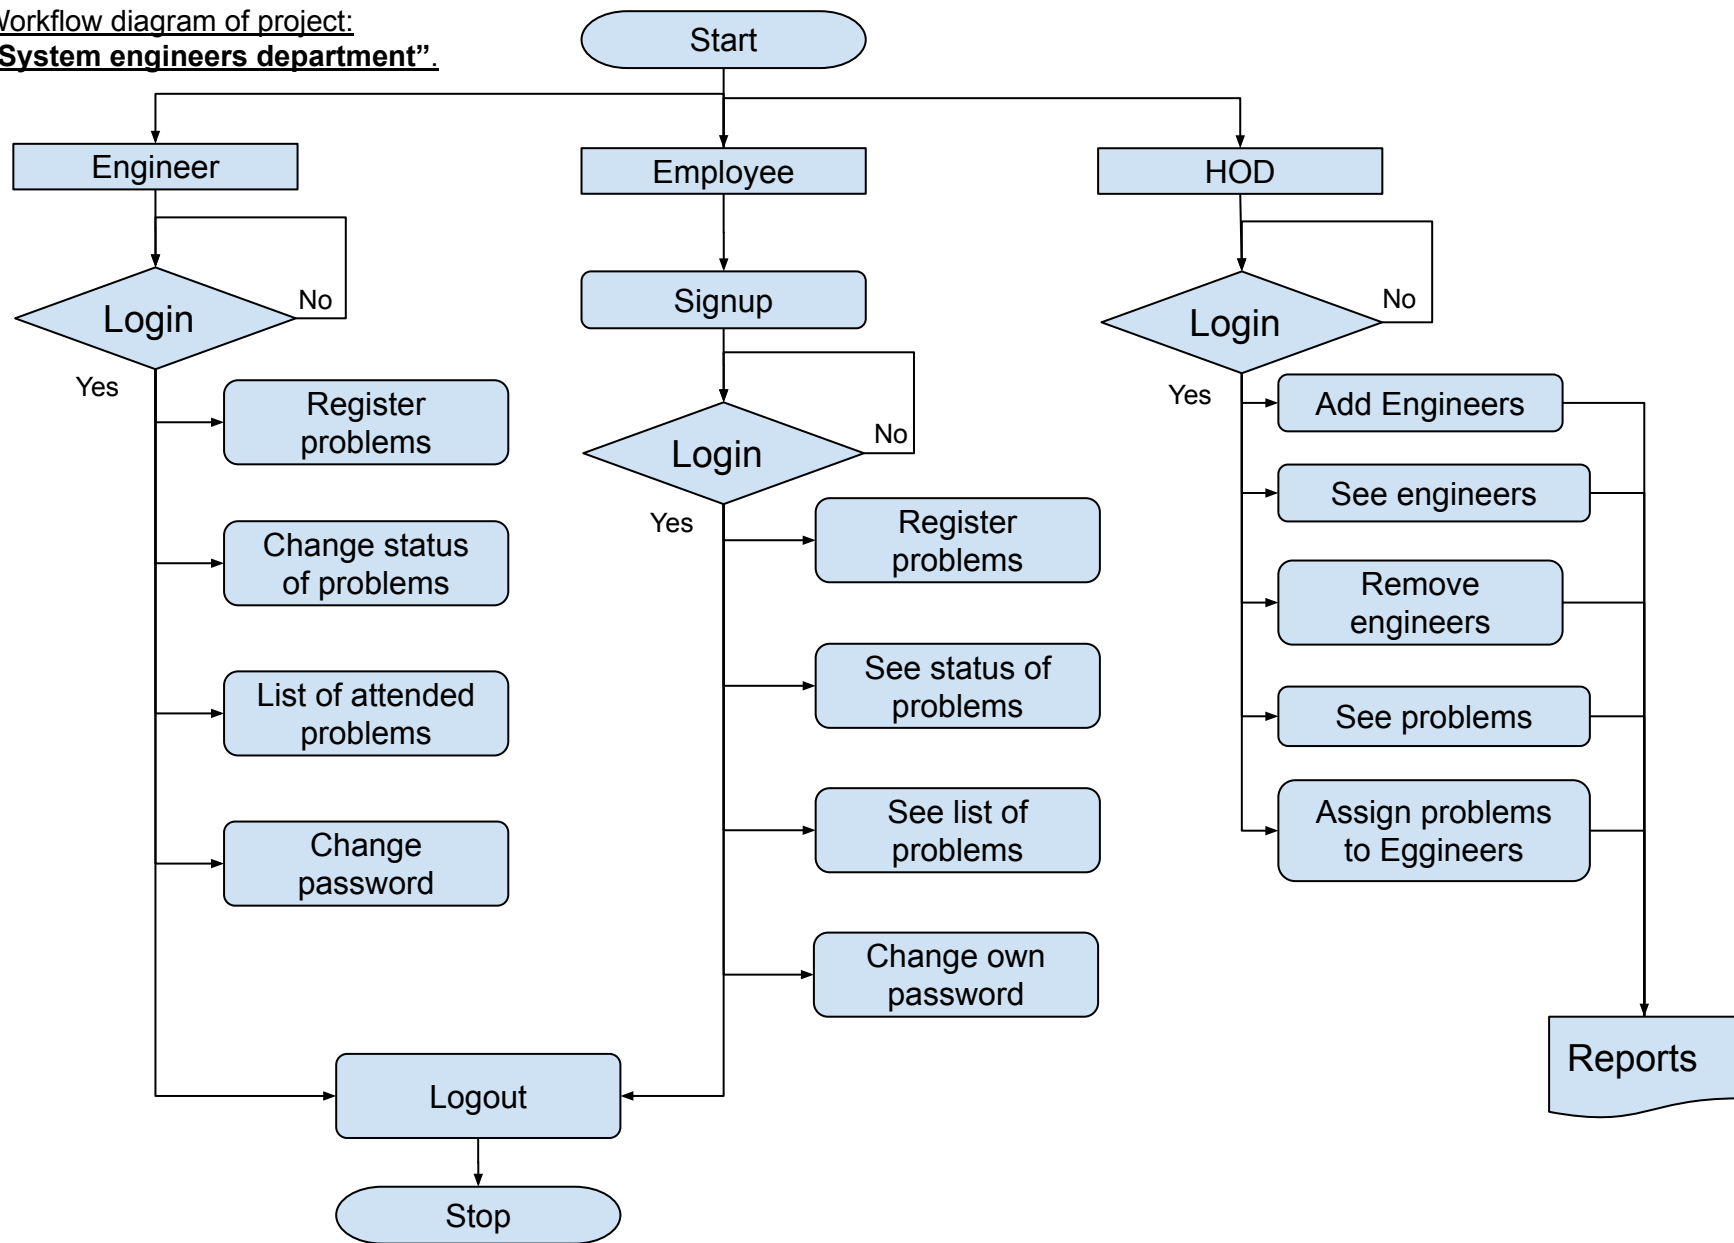 Workflow diagram of project:
System engineers department”.
Start
Engineer
Employee
HOD
Login
No
Yes
Register
problems
Change status
of problems
List of attended
problems
Change
password
Signup
Login
No
Yes
Register
problems
See status of
problems
See list of
problems
Change own
password
Login
No
Yes
Add Engineers
See engineers
Remove
engineers
See problems
Assign problems
to Eggineers
Reports
Logout
Stop